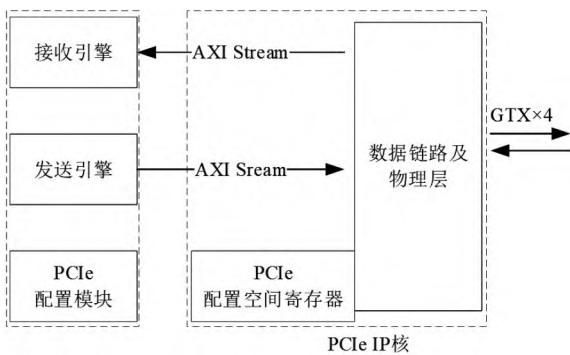 接收引擎
AXI Stream
GTX×4
发送引擎
AXI Sream
数据链路及
物理层
PCIe
配置模块
PCIe
配置空间寄存器
PCIe IP核